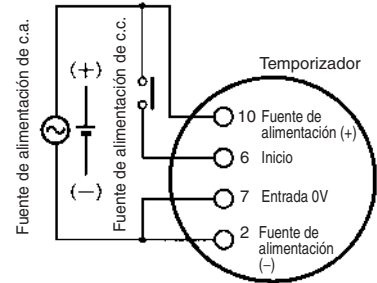 Fuente de alimentación de c.a.
(+)
(—)
Fuente de alimentación de c.c.
Temporizador
10 Fuente de
alimentación (+)
6 Inicio
7 Entrada 0V
2 Fuente de
alimentación
(–)